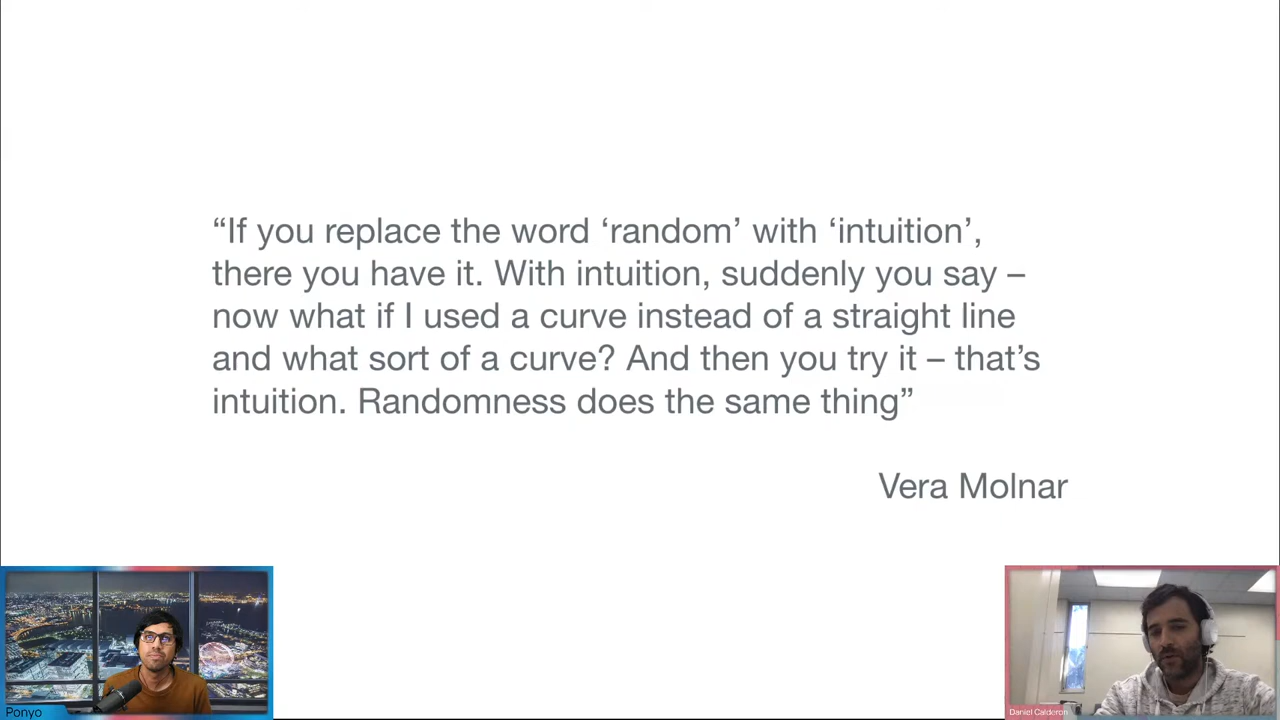 “If you replace the word ‘random’ with ‘intuition’,
there you have it. With intuition, suddenly you say –
now what if I used a curve instead of a straight line
and what sort of a curve? And then you try it – that’s
intuition. Randomness does the same thing”
Vera Molnar
Ponyo
Daniel Calderon